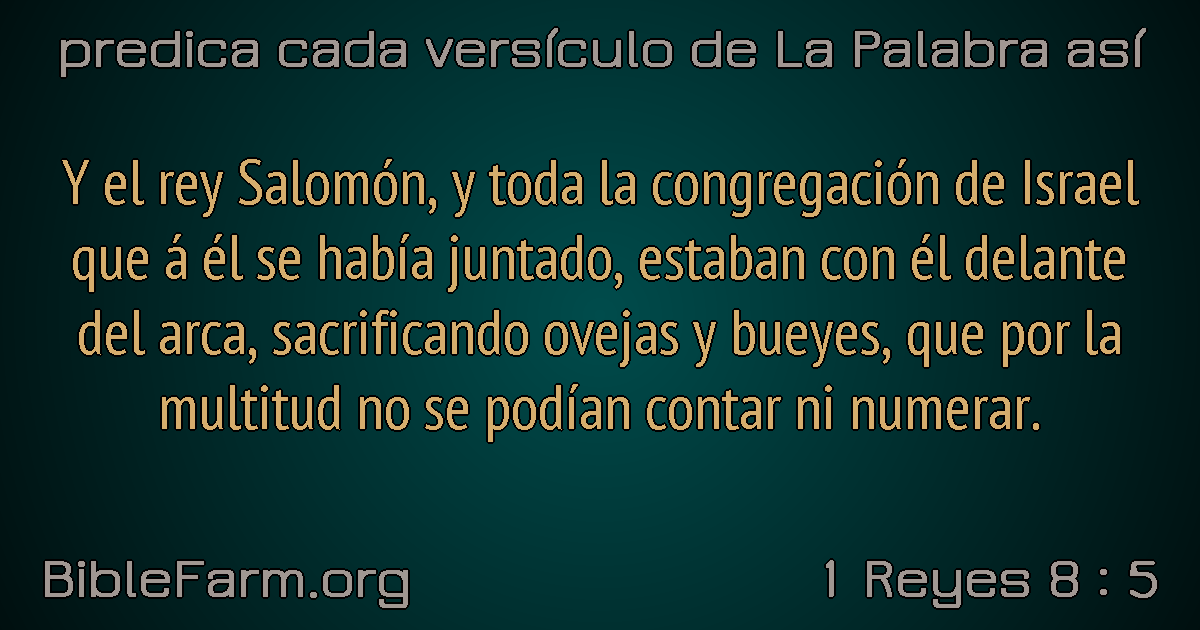 predica cada versículo de La Palabra así
Y el rey Salomón, y toda la congregación de Israel
que á él se había juntado, estaban con él delante
del arca, sacrificando ovejas y bueyes, que por la
multitud no se podían contar ni numerar.
BibleFarm.org
1 Reyes 8 : 5